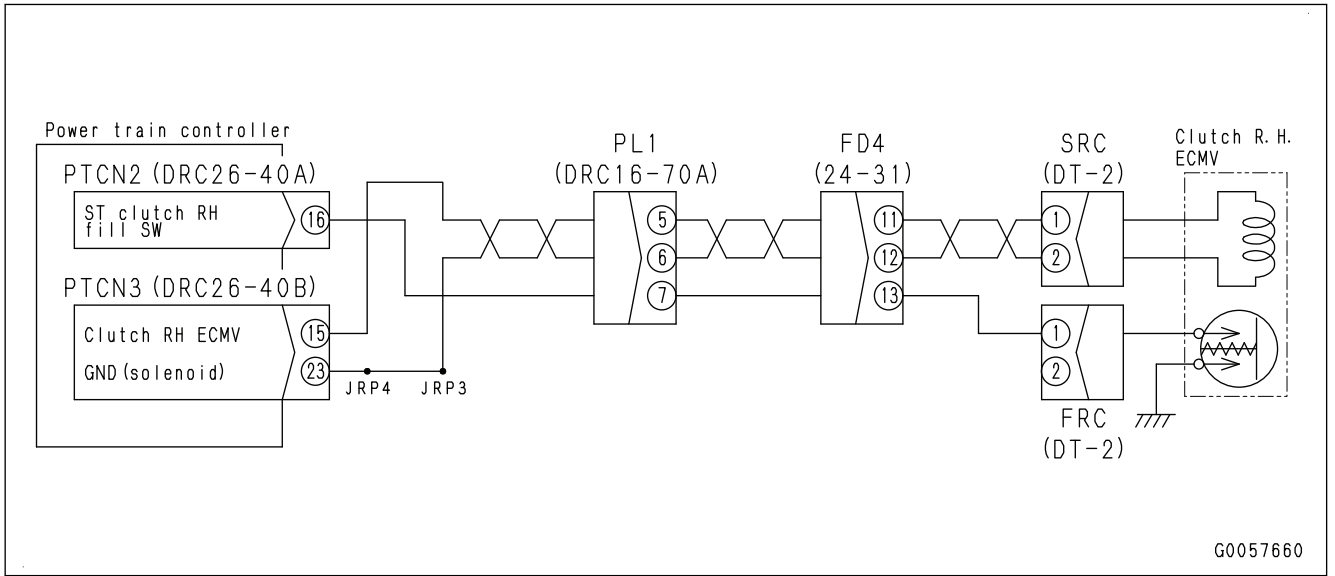 Power train controller
PTCN2 (DRC26-40A)
ST clutch RH
fill SW
16
PTCN3 (DRC26-40B)
Clutch RH ECMV
15
GND (solenoid)
23
JRP4
JRP3
PL1
(DRC16-70A)
5
6
7
FD4
(24-31)
11
12
13
SRC
(DT-2)
1
2
1
2
FRC
(DT-2)
Clutch R. H.
ECMV
G0057660